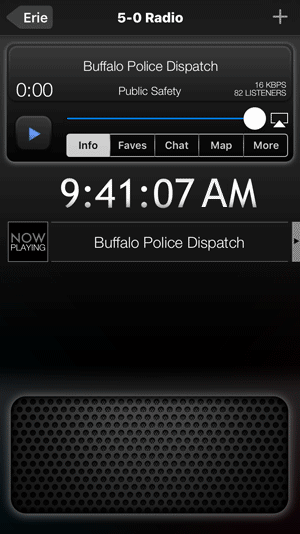 Erie
5-0 Radio
+
Buffalo Police Dispatch
0:00
Public Safety
16 KBPS
82 LISTENERS
Info Faves Chat Map More
9:41:07 AM
NOW
PLAYING
Buffalo Police Dispatch